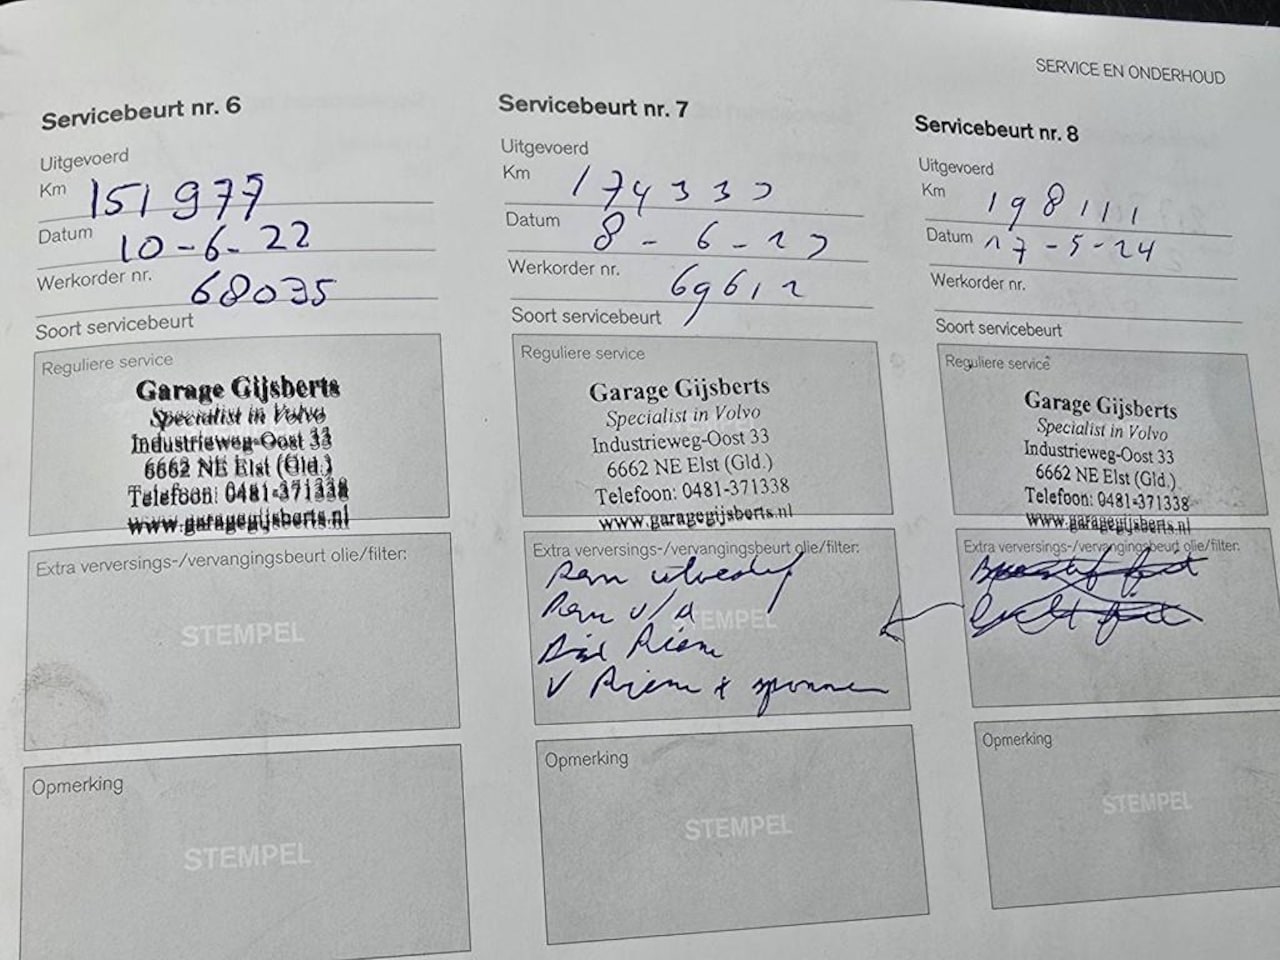 SERVICE EN ONDERHOUD
Servicebeurt nr. 6
Uitgevoerd
Km 151977
Datum 10-6-22
Werkorder nr. 68035
Soort servicebeurt
Reguliere service
Garage Gijsberts
Specialist in Volvo
Industrieweg-Oost 33
6662 NE Elst (Gld.)
Telefoon: 0481-371338
www.garagegijsberts.nl
Extra verversings-/vervangingsbeurt olie/filter:
STEMPEL
Opmerking
STEMPEL
Servicebeurt nr. 7
Uitgevoerd
Km 174333
Datum 8-6-23
Werkorder nr. 69612
Soort servicebeurt
Reguliere service
Garage Gijsberts
Specialist in Volvo
Industrieweg-Oost 33
6662 NE Elst (Gld.)
Telefoon: 0481-371338
www.garagegijsberts.nl
Extra verversings-/vervangingsbeurt olie/filter:
Rem v/a
STEMPEL
Riem
V Riem + spanner
Opmerking
STEMPEL
Servicebeurt nr. 8
Uitgevoerd
Km 198111
Datum 17-5-24
Werkorder nr.
Soort servicebeurt
Reguliere service
Garage Gijsberts
Specialist in Volvo
Industrieweg-Oost 33
6662 NE Elst (Gld.)
Telefoon: 0481-371338
www.garagegijsberts.nl
Extra verversings-/vervangingsbeurt olie/filter:
Opmerking
STEMPEL